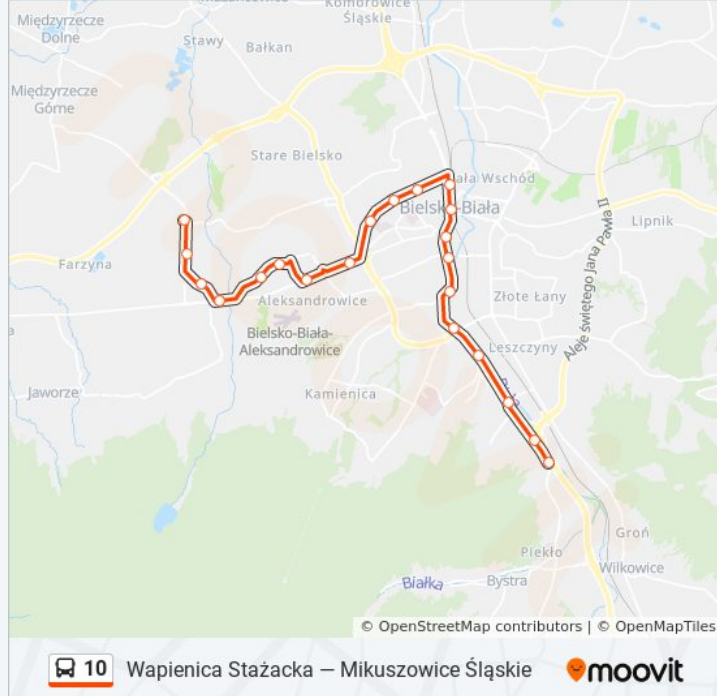 Komorowice
Śląskie
Międzyrzecze
Dolne
Stawy
Bałkan
Międzyrzecze
Górne
Stare Bielsko
Biała Wschód
Bielsko-Biała
Lipnik
Farzyna
Aleje świętego Jana Pawła II
Aleksandrowice
Złote Łany
Bielsko-Biała-
Aleksandrowice
Leszczyny
Jaworze
Kamienica
Biała
Groń
Piekło
Wilkowice
Białka
Bystra
© OpenStreetMap contributors | © OpenMapTiles
10 Wapienica Stażacka — Mikuszowice Śląskie
moovit